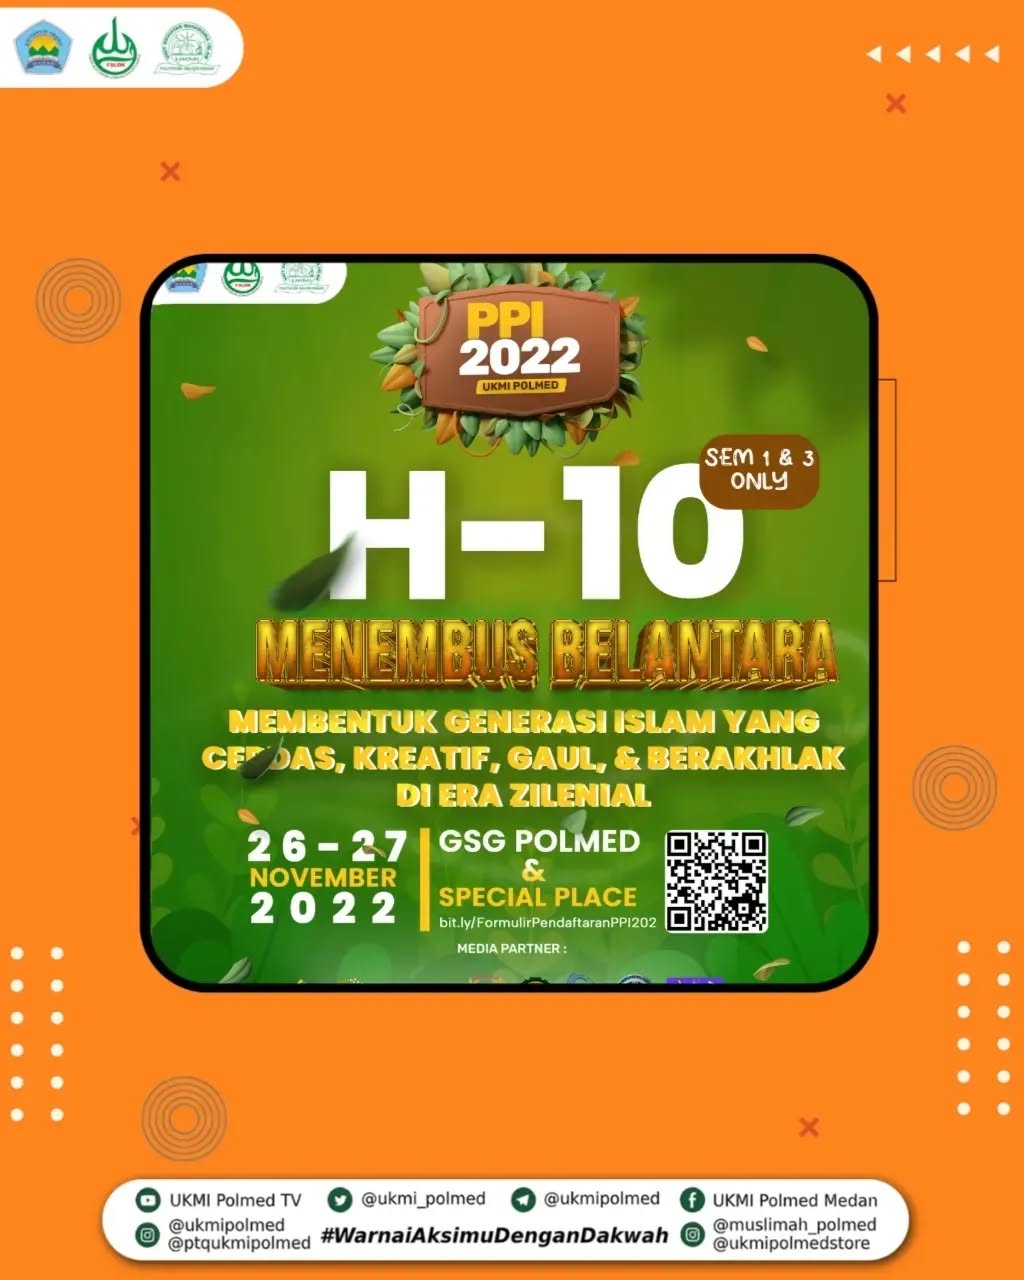 FSLDK
FSLDK
PPI
2022
UKMI POLMED
SEM 1 & 3
ONLY
H-10
MENEMBUS BELANTARA
MEMBENTUK GENERASI ISLAM YANG
CERDAS, KREATIF, GAUL, & BERAKHLAK
DI ERA ZILENIAL
26-27
NOVEMBER
2022
GSG POLMED
&
SPECIAL PLACE
bit.ly/FormulirPendaftaranPPI202
MEDIA PARTNER :
UKMI Polmed TV
@ukmi_polmed
@ukmipolmed
UKMI Polmed Medan
@ukmipolmed
@ptqukmipolmed
#WarnaiAksimuDenganDakwah
@muslimah_polmed
@ukmipolmedstore